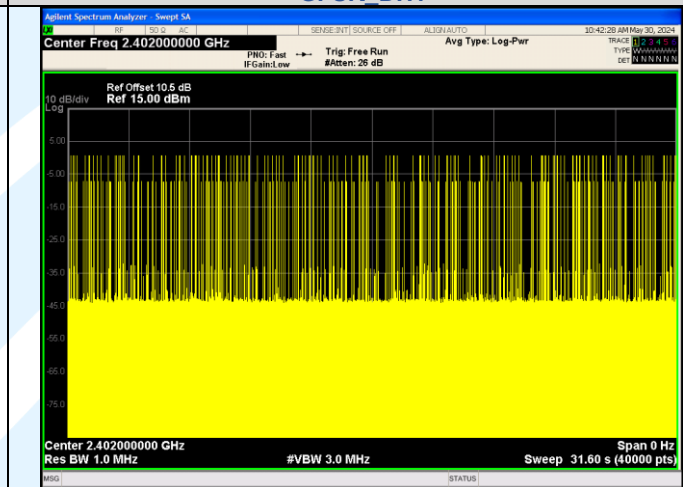 Agilent Spectrum Analyzer - Swept SA
RF 50 Ω AC SENSE:INT SOURCE OFF ALIGN AUTO 10:42:28 AM May 30, 2024
Center Freq 2.402000000 GHz
PNO: Fast
IFGain:Low
Trig: Free Run
#Atten: 26 dB
Avg Type: Log-Pwr
TRACE 1 2 3 4 5 6
TYPE
DET N N N N N N
Ref Offset 10.5 dB
10 dB/div Ref 15.00 dBm
Log
5.00
-5.00
-15.0
-25.0
-35.0
-45.0
-55.0
-65.0
-75.0
Center 2.402000000 GHz Span 0 Hz
Res BW 1.0 MHz #VBW 3.0 MHz Sweep 31.60 s (40000 pts)
MSG STATUS